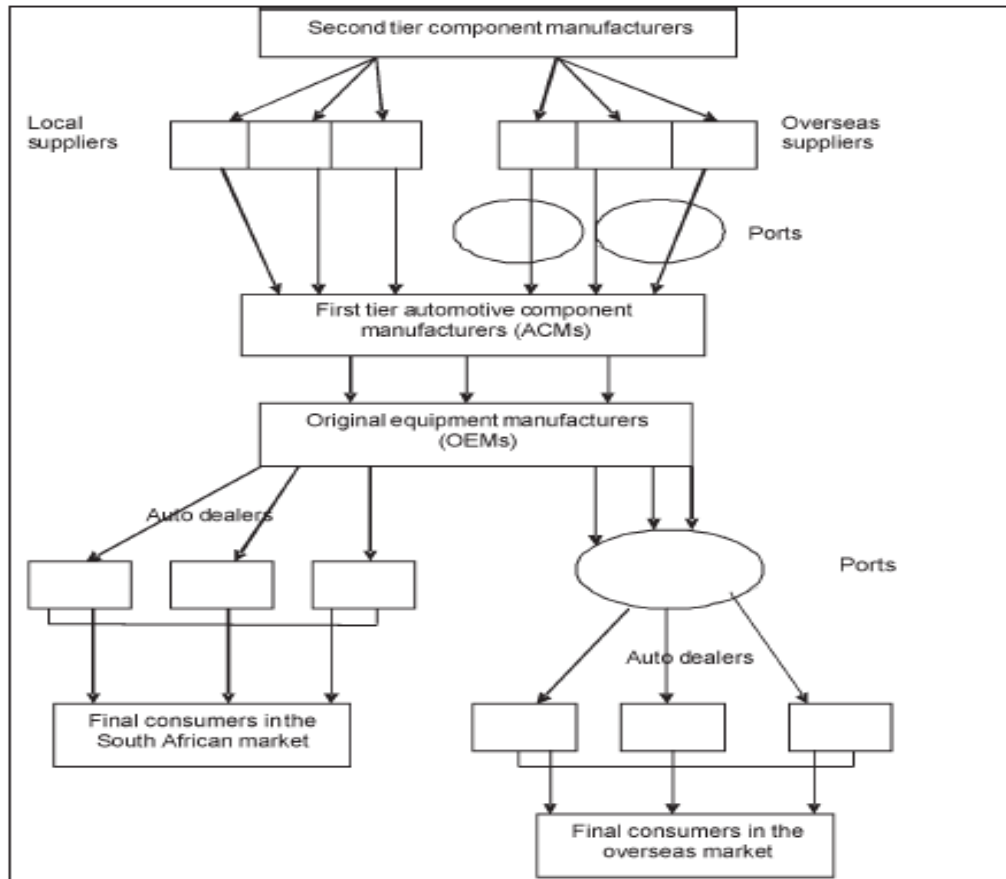 Second tier component manufacturers
Local
suppliers
Overseas
suppliers
Ports
First tier automotive component
manufacturers (ACMs)
Original equipment manufacturers
(OEMs)
Auto dealers
Ports
Auto dealers
Final consumers in the
South African market
Final consumers in the
overseas market